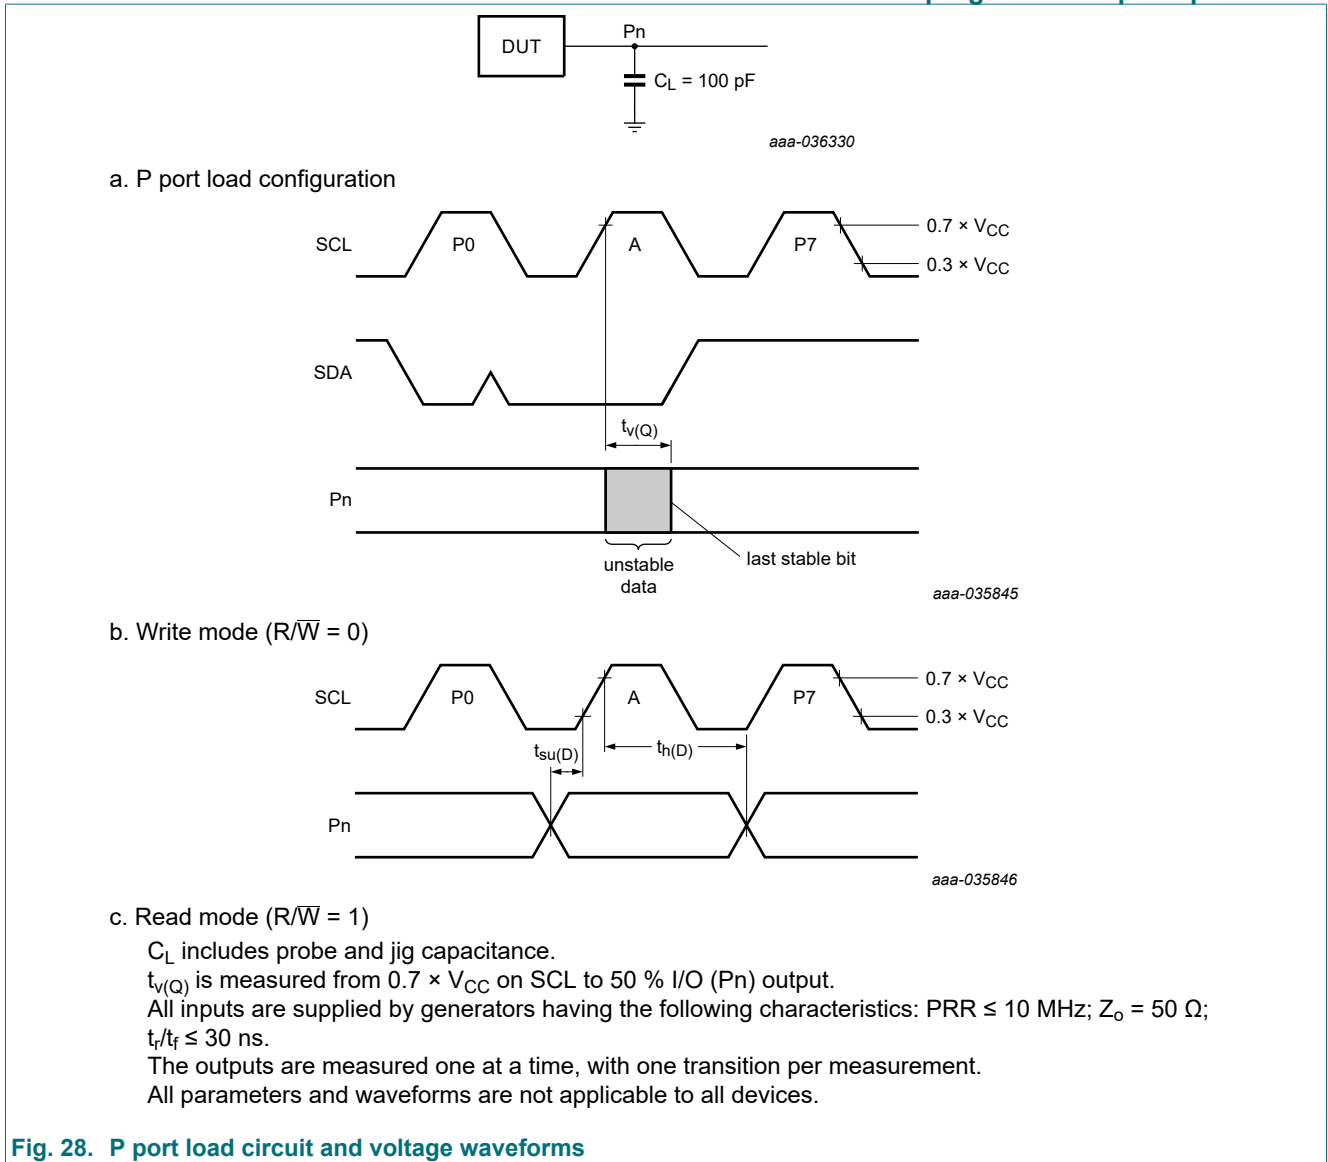 DUT
Pn
CL = 100 pF
aaa-036330
a. P port load configuration
SCL
P0
A
P7
0.7 × VCC
0.3 × VCC
SDA
tv(Q)
Pn
unstable
data
last stable bit
aaa-035845
b. Write mode (R/W̅ = 0)
SCL
P0
A
P7
0.7 × VCC
0.3 × VCC
tsu(D)
th(D)
Pn
aaa-035846
c. Read mode (R/W̅ = 1)
CL includes probe and jig capacitance.
tv(Q) is measured from 0.7 × VCC on SCL to 50 % I/O (Pn) output.
All inputs are supplied by generators having the following characteristics: PRR ≤ 10 MHz; Zo = 50 Ω;
tr/tf ≤ 30 ns.
The outputs are measured one at a time, with one transition per measurement.
All parameters and waveforms are not applicable to all devices.
Fig. 28. P port load circuit and voltage waveforms